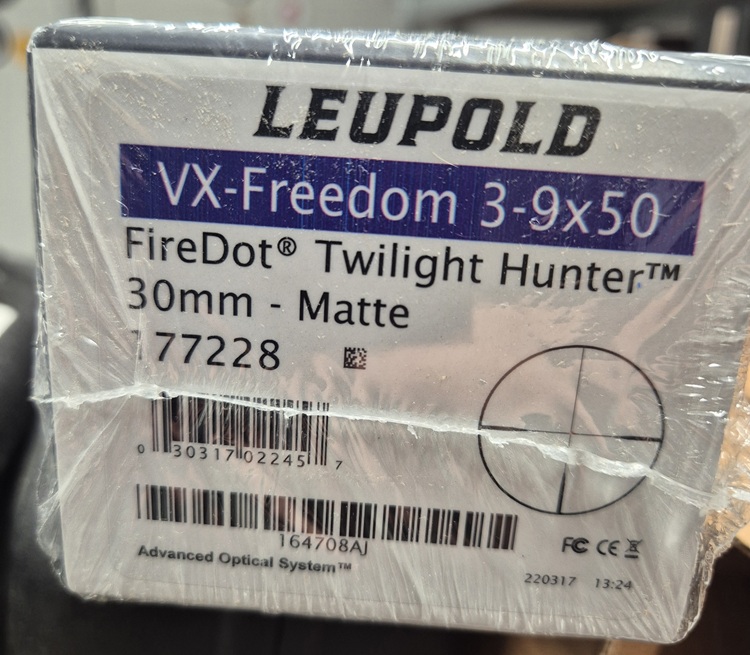 LEUPOLD
VX-Freedom 3-9x50
FireDot® Twilight Hunter™
30mm - Matte
177228
0 30317 02245 7
164708AJ
Advanced Optical System™
FC CE
220317 13:24